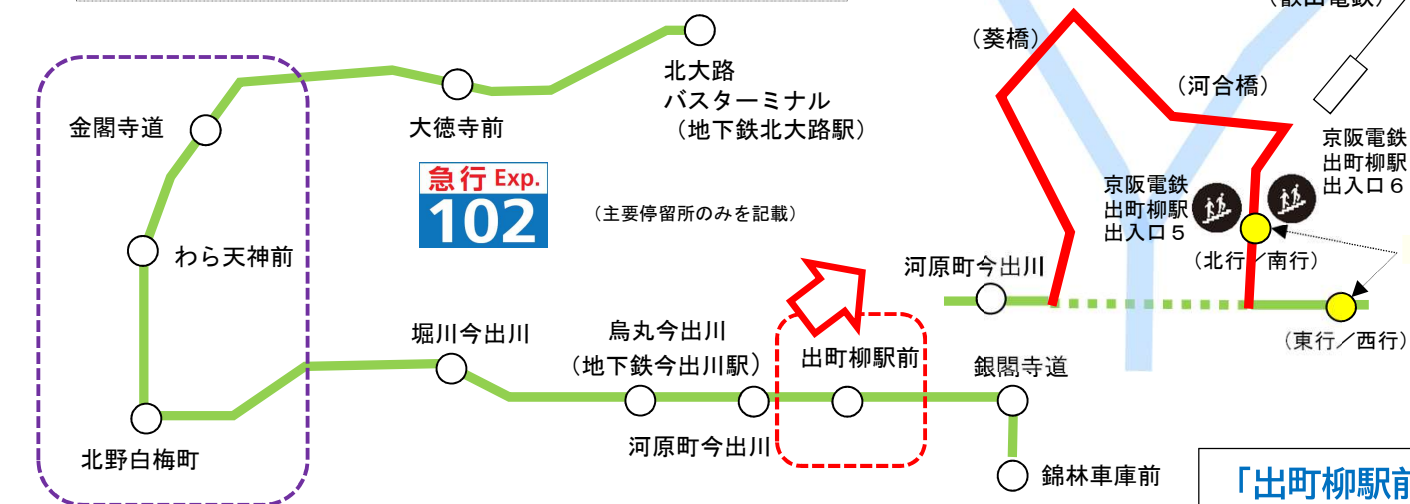 北大路
バスターミナル
（地下鉄北大路駅）
金閣寺道
大徳寺前
急行 Exp.
102
（主要停留所のみを記載）
わら天神前
堀川今出川
烏丸今出川
（地下鉄今出川駅）
出町柳駅前
銀閣寺道
河原町今出川
北野白梅町
錦林車庫前
（叡山電鉄）
（葵橋）
（河合橋）
京阪電鉄
出町柳駅
出入口６
京阪電鉄
出町柳駅
出入口５
（北行／南行）
河原町今出川
（東行／西行）
「出町柳駅前